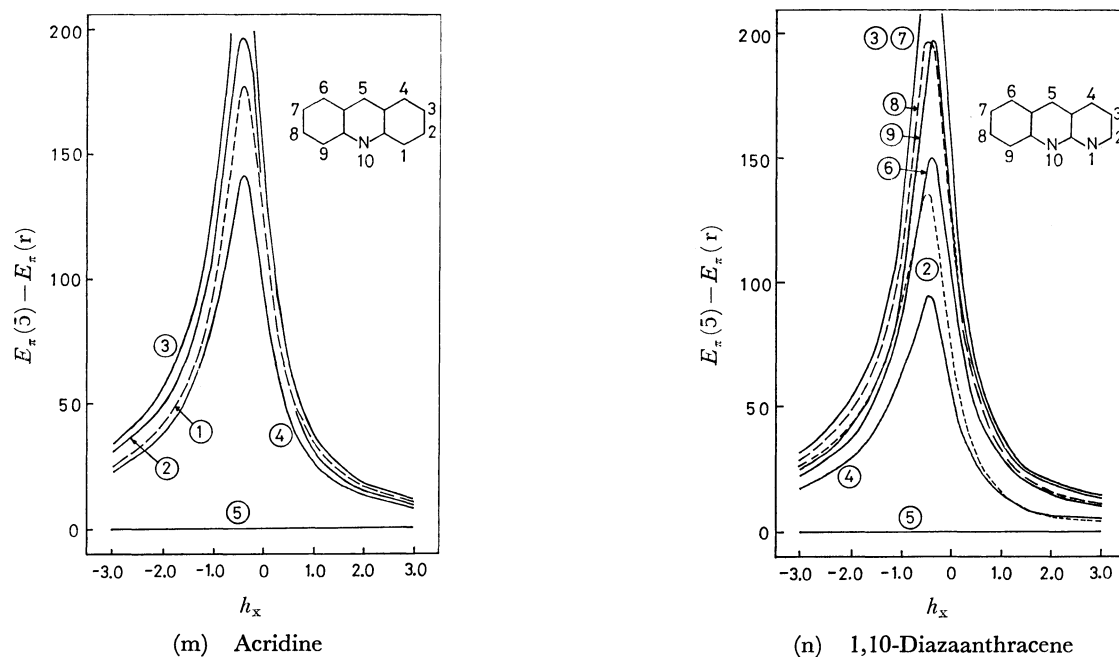 200
150
100
50
0
E_π(5) − E_π(r)
-3.0 -2.0 -1.0 0 1.0 2.0 3.0
h_x
6 5 4
7 3
8 2
9 N 10 1
③
②
①
④
⑤
(m) Acridine
200
150
100
50
0
E_π(5) − E_π(r)
-3.0 -2.0 -1.0 0 1.0 2.0 3.0
h_x
③ ⑦
6 5 4
7 3
8 2
9 N 10 N 1
⑧
⑨
⑥
②
④
⑤
(n) 1,10-Diazaanthracene